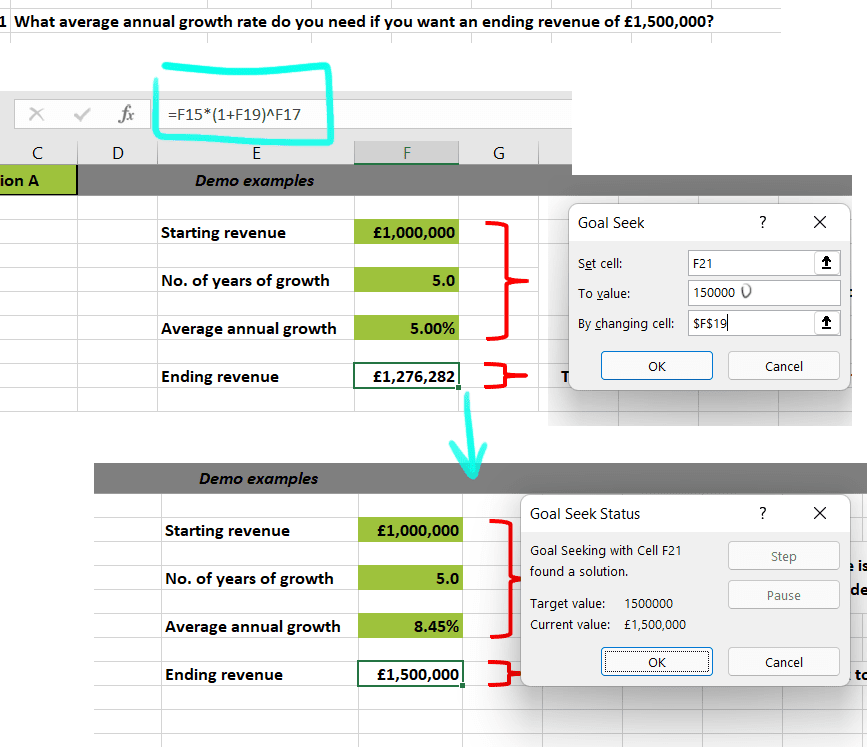 1 What average annual growth rate do you need if you want an ending revenue of £1,500,000?
fx =F15*(1+F19)^F17
C D E F G
ion A Demo examples
Goal Seek ? ×
Starting revenue £1,000,000
Set cell: F21
No. of years of growth 5.0
To value: 150000 0
Average annual growth 5.00%
By changing cell: $F$19
Ending revenue £1,276,282 T
OK Cancel
Demo examples
Goal Seek Status ? ×
Starting revenue £1,000,000
Goal Seeking with Cell F21
found a solution.
Step
e is
No. of years of growth 5.0
Pause
de
Target value: 1500000
Average annual growth 8.45%
Current value: £1,500,000
OK Cancel
Ending revenue £1,500,000
to